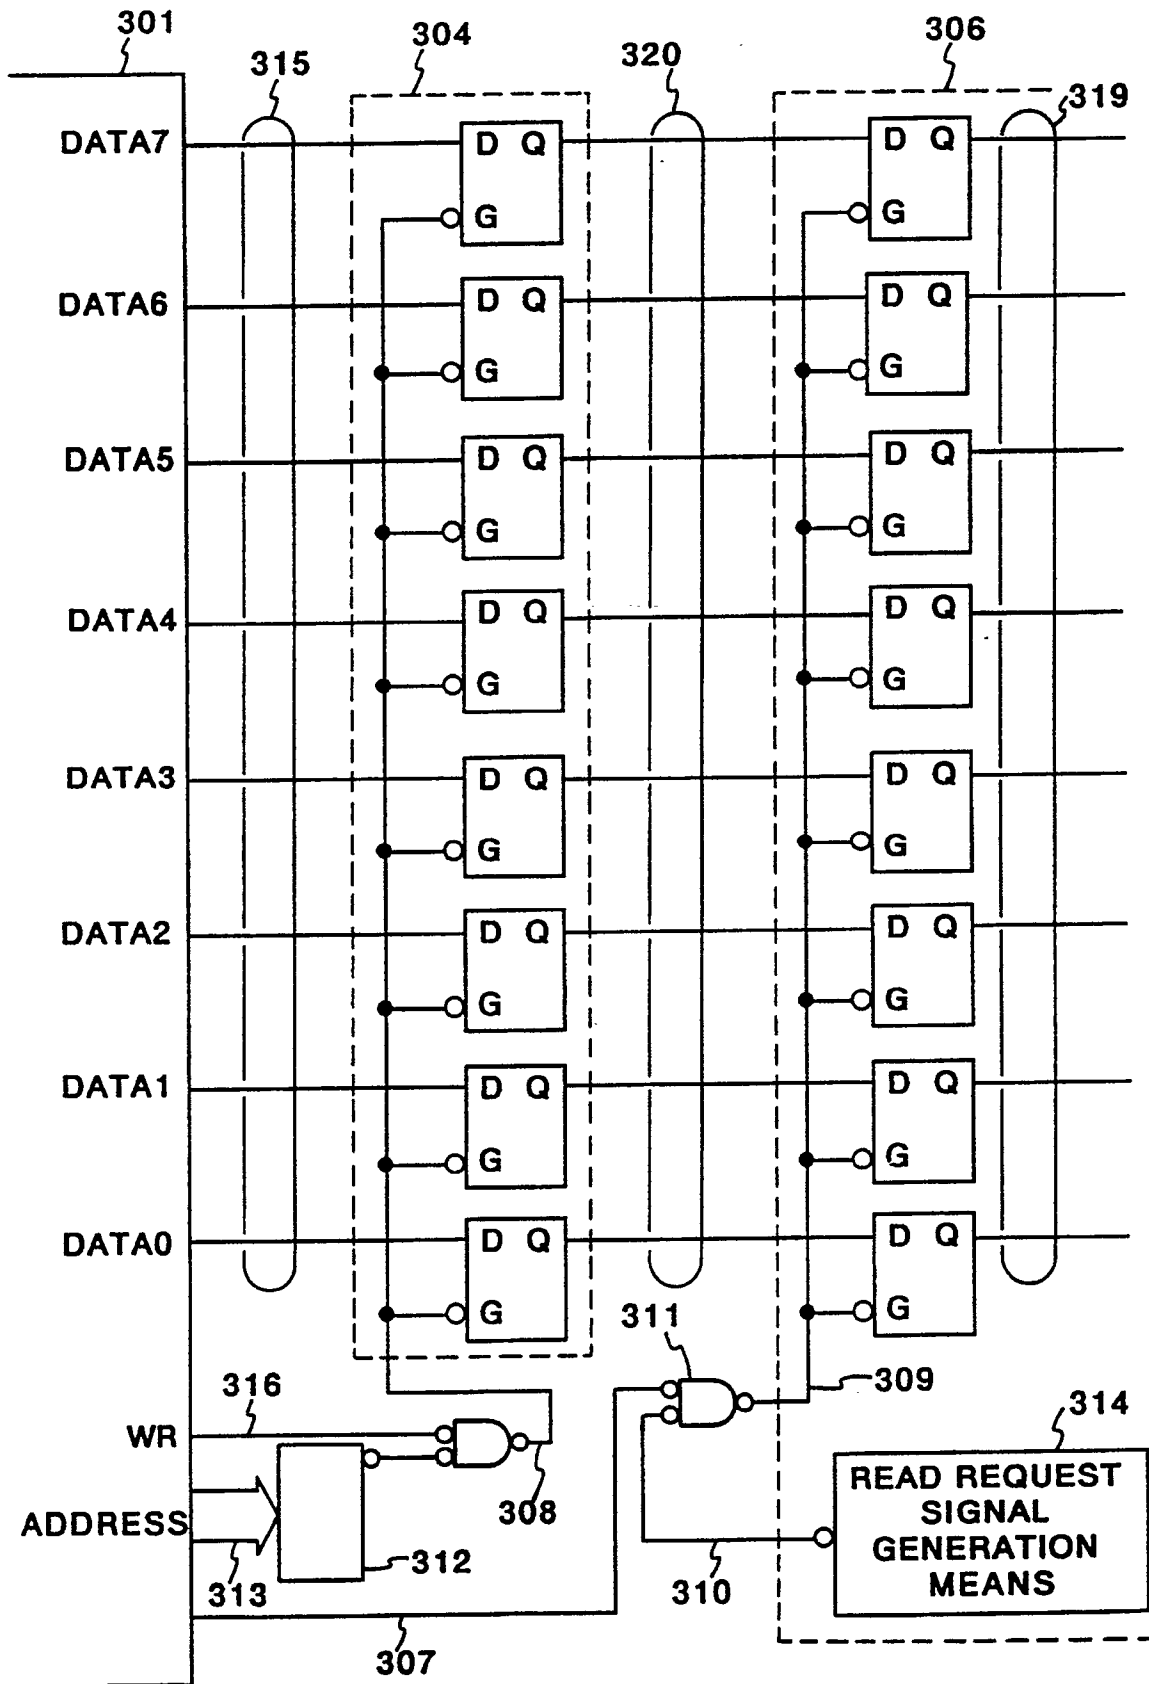 301
304
320
306
315
319
DATA7
D Q
G
D Q
G
DATA6
D Q
G
D Q
G
DATA5
D Q
G
D Q
G
DATA4
D Q
G
D Q
G
DATA3
D Q
G
D Q
G
DATA2
D Q
G
D Q
G
DATA1
D Q
G
D Q
G
DATA0
D Q
G
D Q
G
311
316
309
314
WR
308
READ REQUEST
SIGNAL
GENERATION
MEANS
ADDRESS
313
312
310
307